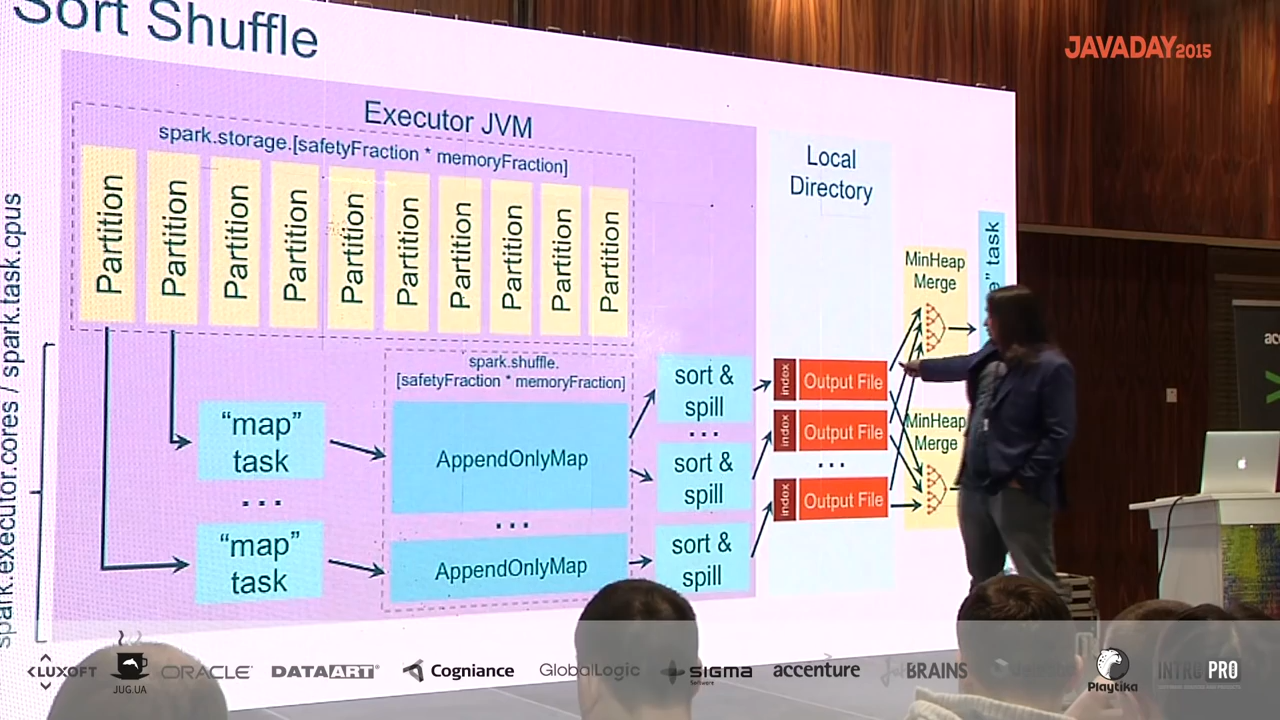 Sort Shuffle
JAVADAY 2015
Executor JVM
spark.storage.[safetyFraction * memoryFraction]
Partition
Partition
Partition
Partition
Partition
Partition
Partition
Partition
Partition
Partition
Local
Directory
spark.executor.cores / spark.task.cpus
spark.shuffle.
[safetyFraction * memoryFraction]
“map”
task
...
“map”
task
AppendOnlyMap
...
AppendOnlyMap
sort &
spill
...
sort &
spill
sort &
spill
index
Output File
index
Output File
...
index
Output File
MinHeap
Merge
MinHeap
Merge
e” task
acc
LUXOFT
JUG.UA
ORACLE
DATAART
Cogniance
GlobalLogic
SIGMA
Software
accenture
BRAINS
Playtika
INTRO PRO